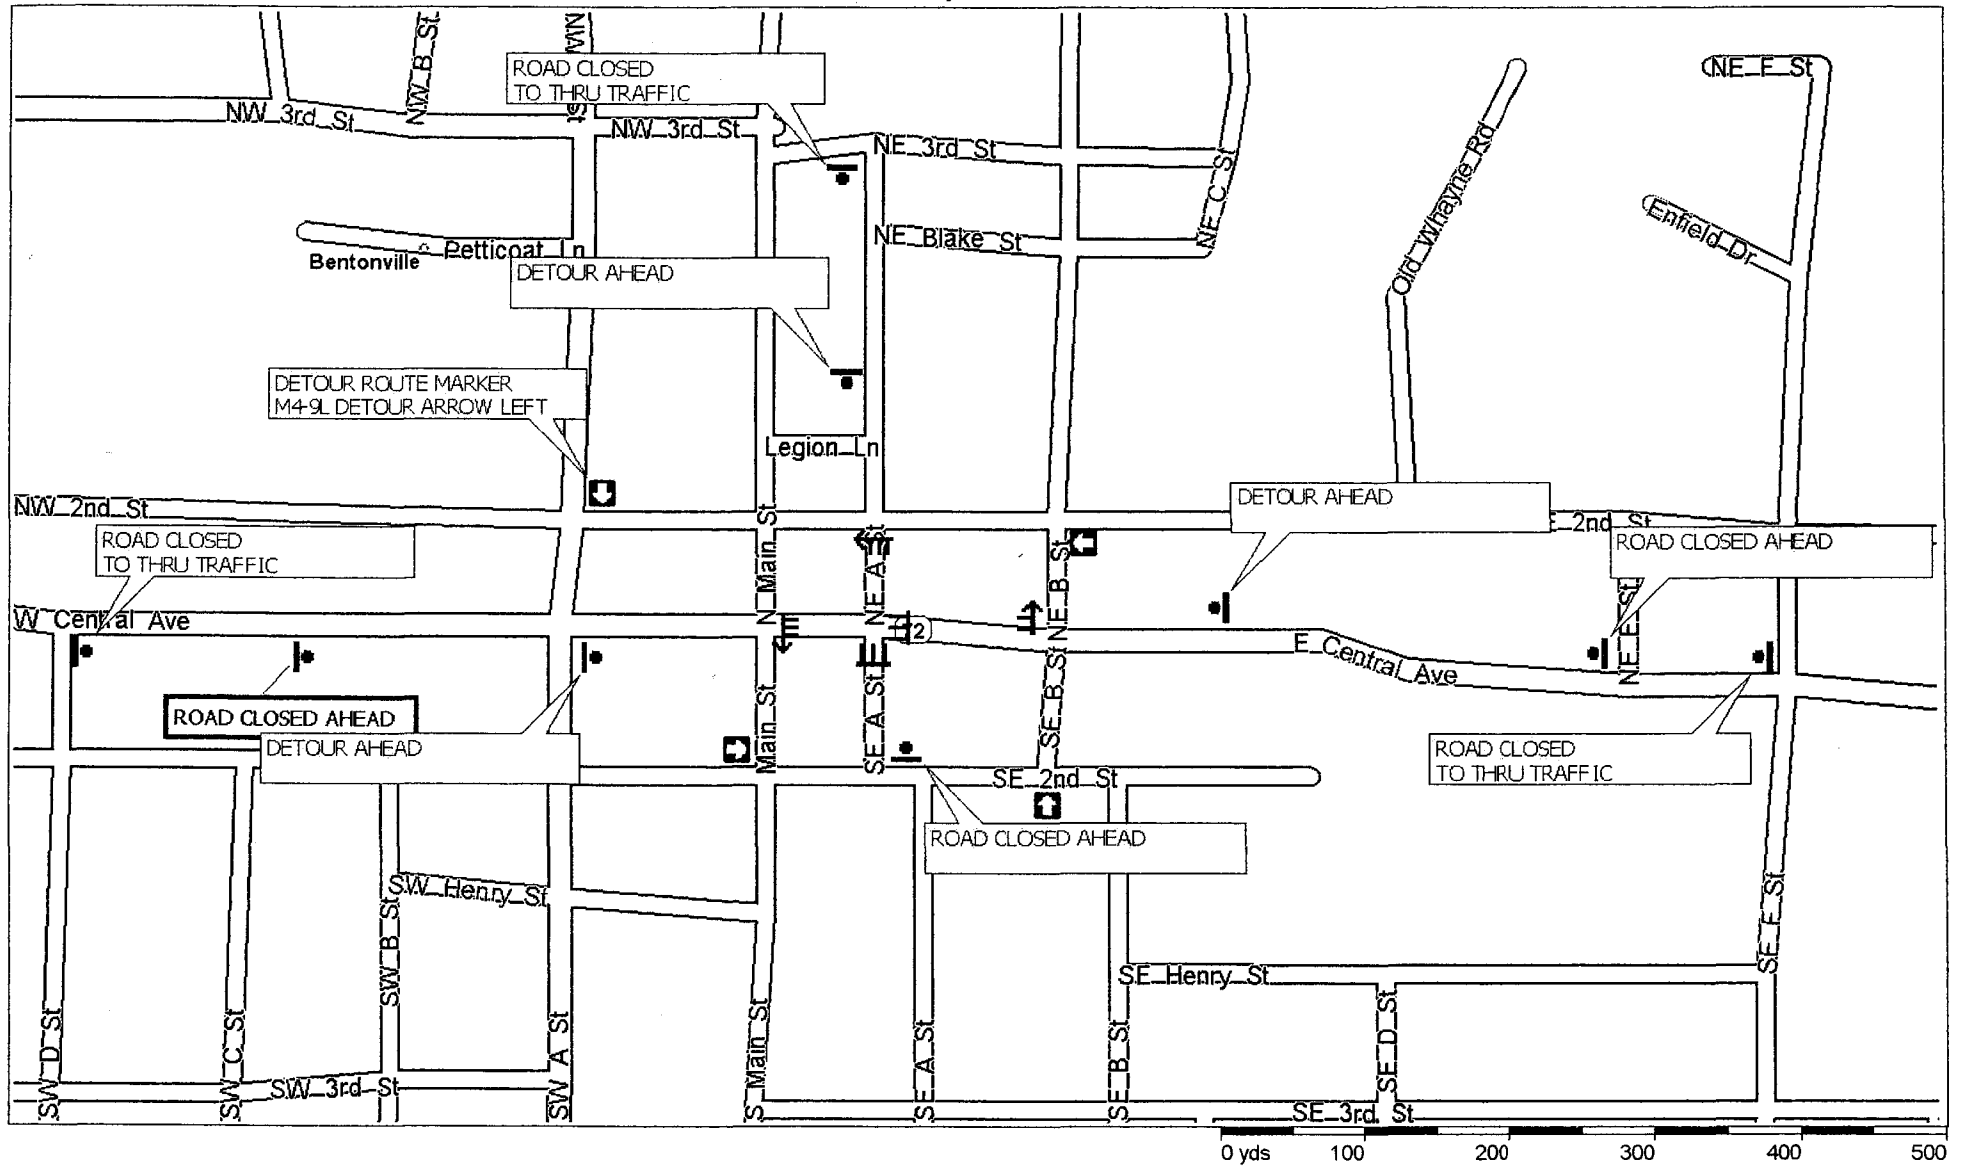 NW B St
NW
St
ROAD CLOSED
TO THRU TRAFFIC
NE F St
NW 3rd St
NW 3rd St
NE 3rd St
NE C St
Old Whayne Rd
Enfield Dr
NE Blake St
Petticoat Ln
Bentonville
DETOUR AHEAD
DETOUR ROUTE MARKER
M4-9L DETOUR ARROW LEFT
Legion Ln
NW 2nd St
N Main St
NE A St
NE B St
DETOUR AHEAD
E 2nd St
ROAD CLOSED
TO THRU TRAFFIC
ROAD CLOSED AHEAD
W Central Ave
NE E St
E Central Ave
ROAD CLOSED AHEAD
DETOUR AHEAD
Main St
SE A St
SE B St
SE 2nd St
ROAD CLOSED
TO THRU TRAFFIC
ROAD CLOSED AHEAD
SW Henry St
SW B St
SE F St
SE Henry St
SW D St
SW C St
SW A St
S Main St
SE A St
SE B St
SE D St
SW 3rd St
SE 3rd St
0 yds 100 200 300 400 500